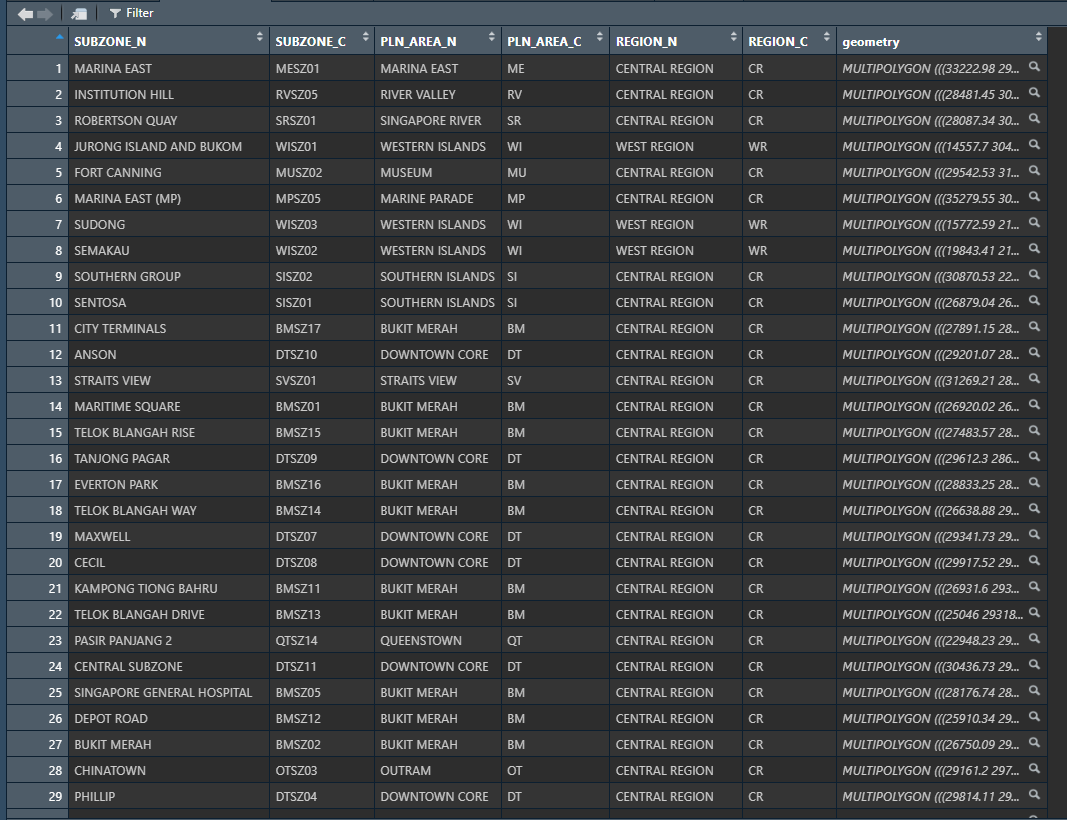 Filter
SUBZONE_N SUBZONE_C PLN_AREA_N PLN_AREA_C REGION_N REGION_C geometry
1 MARINA EAST MESZ01 MARINA EAST ME CENTRAL REGION CR MULTIPOLYGON (((33222.98 29...
2 INSTITUTION HILL RVSZ05 RIVER VALLEY RV CENTRAL REGION CR MULTIPOLYGON (((28481.45 30...
3 ROBERTSON QUAY SRSZ01 SINGAPORE RIVER SR CENTRAL REGION CR MULTIPOLYGON (((28087.34 30...
4 JURONG ISLAND AND BUKOM WISZ01 WESTERN ISLANDS WI WEST REGION WR MULTIPOLYGON (((14557.7 304...
5 FORT CANNING MUSZ02 MUSEUM MU CENTRAL REGION CR MULTIPOLYGON (((29542.53 31...
6 MARINA EAST (MP) MPSZ05 MARINE PARADE MP CENTRAL REGION CR MULTIPOLYGON (((35279.55 30...
7 SUDONG WISZ03 WESTERN ISLANDS WI WEST REGION WR MULTIPOLYGON (((15772.59 21...
8 SEMAKAU WISZ02 WESTERN ISLANDS WI WEST REGION WR MULTIPOLYGON (((19843.41 21...
9 SOUTHERN GROUP SISZ02 SOUTHERN ISLANDS SI CENTRAL REGION CR MULTIPOLYGON (((30870.53 22...
10 SENTOSA SISZ01 SOUTHERN ISLANDS SI CENTRAL REGION CR MULTIPOLYGON (((26879.04 26...
11 CITY TERMINALS BMSZ17 BUKIT MERAH BM CENTRAL REGION CR MULTIPOLYGON (((27891.15 28...
12 ANSON DTSZ10 DOWNTOWN CORE DT CENTRAL REGION CR MULTIPOLYGON (((29201.07 28...
13 STRAITS VIEW SVSZ01 STRAITS VIEW SV CENTRAL REGION CR MULTIPOLYGON (((31269.21 28...
14 MARITIME SQUARE BMSZ01 BUKIT MERAH BM CENTRAL REGION CR MULTIPOLYGON (((26920.02 26...
15 TELOK BLANGAH RISE BMSZ15 BUKIT MERAH BM CENTRAL REGION CR MULTIPOLYGON (((27483.57 28...
16 TANJONG PAGAR DTSZ09 DOWNTOWN CORE DT CENTRAL REGION CR MULTIPOLYGON (((29612.3 286...
17 EVERTON PARK BMSZ16 BUKIT MERAH BM CENTRAL REGION CR MULTIPOLYGON (((28833.25 28...
18 TELOK BLANGAH WAY BMSZ14 BUKIT MERAH BM CENTRAL REGION CR MULTIPOLYGON (((26638.88 29...
19 MAXWELL DTSZ07 DOWNTOWN CORE DT CENTRAL REGION CR MULTIPOLYGON (((29341.73 29...
20 CECIL DTSZ08 DOWNTOWN CORE DT CENTRAL REGION CR MULTIPOLYGON (((29917.52 29...
21 KAMPONG TIONG BAHRU BMSZ11 BUKIT MERAH BM CENTRAL REGION CR MULTIPOLYGON (((26931.6 293...
22 TELOK BLANGAH DRIVE BMSZ13 BUKIT MERAH BM CENTRAL REGION CR MULTIPOLYGON (((25046 29318...
23 PASIR PANJANG 2 QTSZ14 QUEENSTOWN QT CENTRAL REGION CR MULTIPOLYGON (((22948.23 29...
24 CENTRAL SUBZONE DTSZ11 DOWNTOWN CORE DT CENTRAL REGION CR MULTIPOLYGON (((30436.73 29...
25 SINGAPORE GENERAL HOSPITAL BMSZ05 BUKIT MERAH BM CENTRAL REGION CR MULTIPOLYGON (((28176.74 28...
26 DEPOT ROAD BMSZ12 BUKIT MERAH BM CENTRAL REGION CR MULTIPOLYGON (((25910.34 29...
27 BUKIT MERAH BMSZ02 BUKIT MERAH BM CENTRAL REGION CR MULTIPOLYGON (((26750.09 29...
28 CHINATOWN OTSZ03 OUTRAM OT CENTRAL REGION CR MULTIPOLYGON (((29161.2 297...
29 PHILLIP DTSZ04 DOWNTOWN CORE DT CENTRAL REGION CR MULTIPOLYGON (((29814.11 29...